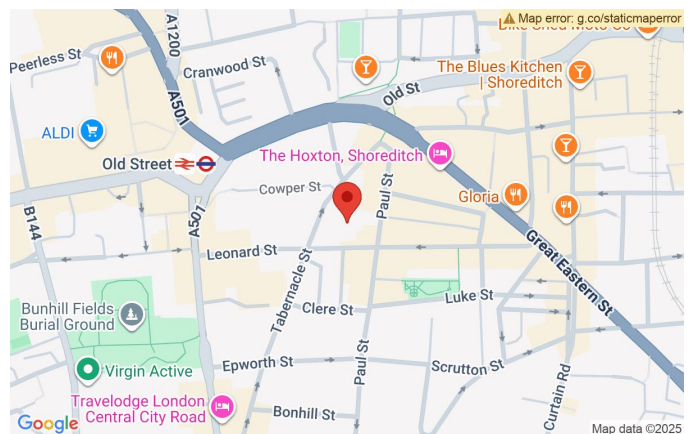 Map error: g.co/staticmaperror
A1200
Peerless St
Cranwood St
The Blues Kitchen
| Shoreditch
Old St
A501
ALDI
Old Street
The Hoxton, Shoreditch
Cowper St
Paul St
Gloria
B144
A501
Great Eastern St
Leonard St
Tabernacle St
Luke St
Clere St
Bunhill Fields
Burial Ground
Epworth St
Paul St
Scrutton St
Virgin Active
Curtain Rd
Travelodge London
Central City Road
Bonhill St
Google
Map data ©2025